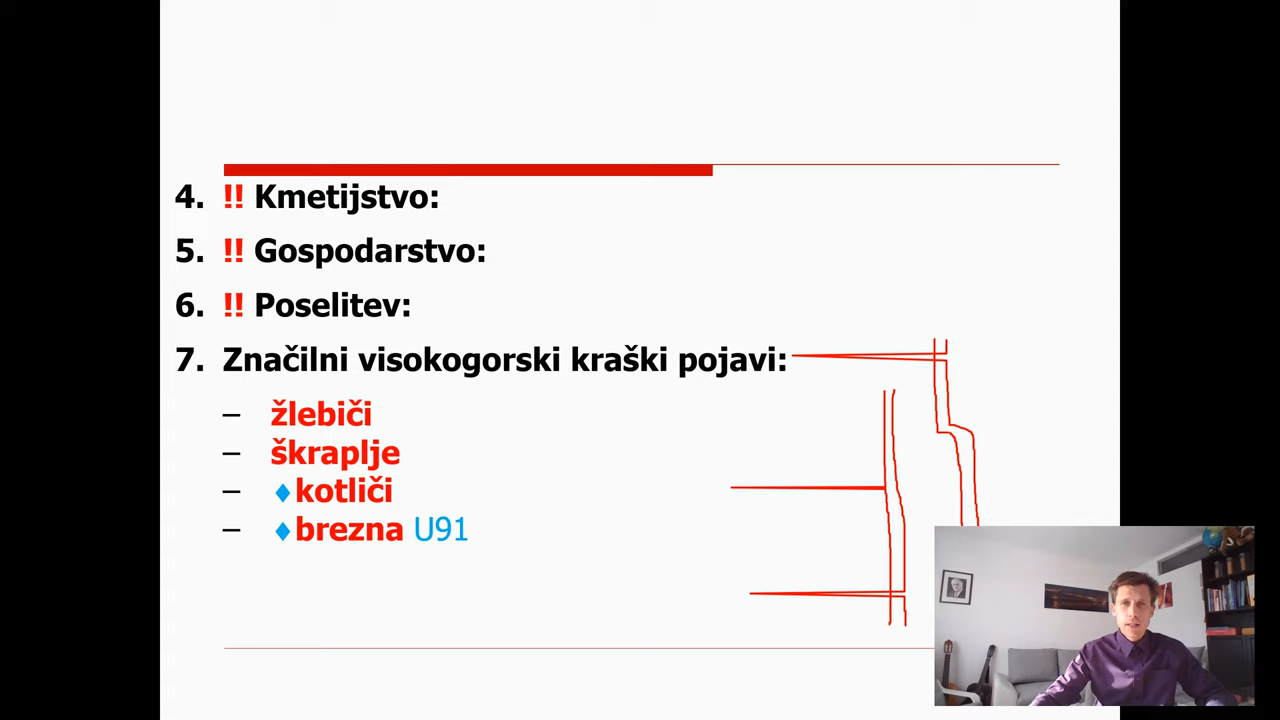 4. !! Kmetijstvo:
5. !! Gospodarstvo:
6. !! Poselitev:
7. Značilni visokogorski kraški pojavi:
– žlebiči
– škraplje
– ♦kotliči
– ♦brezna U91